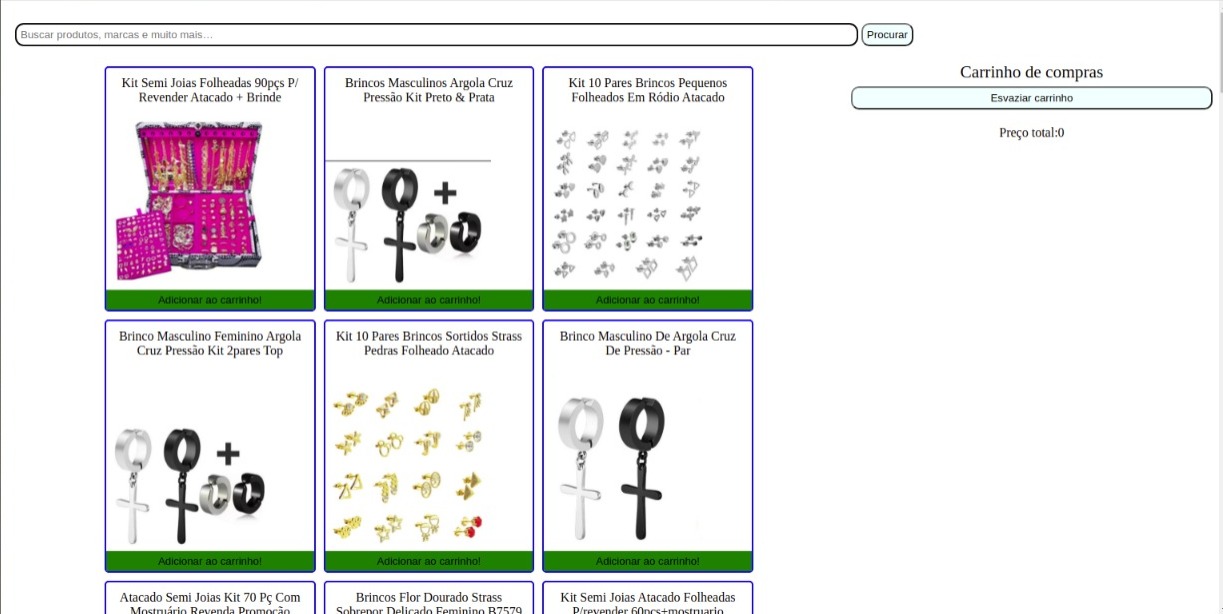 Buscar produtos, marcas e muito mais...
Procurar
Kit Semi Joias Folheadas 90pçs P/
Revender Atacado + Brinde
Adicionar ao carrinho!
Brincos Masculinos Argola Cruz
Pressão Kit Preto & Prata
Adicionar ao carrinho!
Kit 10 Pares Brincos Pequenos
Folheados Em Ródio Atacado
Adicionar ao carrinho!
Carrinho de compras
Esvaziar carrinho
Preço total:0
Brinco Masculino Feminino Argola
Cruz Pressão Kit 2pares Top
Adicionar ao carrinho!
Kit 10 Pares Brincos Sortidos Strass
Pedras Folheado Atacado
Adicionar ao carrinho!
Brinco Masculino De Argola Cruz
De Pressão - Par
Adicionar ao carrinho!
Atacado Semi Joias Kit 70 Pç Com
Mostruário Revenda Promoção
Brincos Flor Dourado Strass
Sobrepor Delicado Feminino B7579
Kit Semi Joias Atacado Folheadas
P/revender 60pcs+mostruario